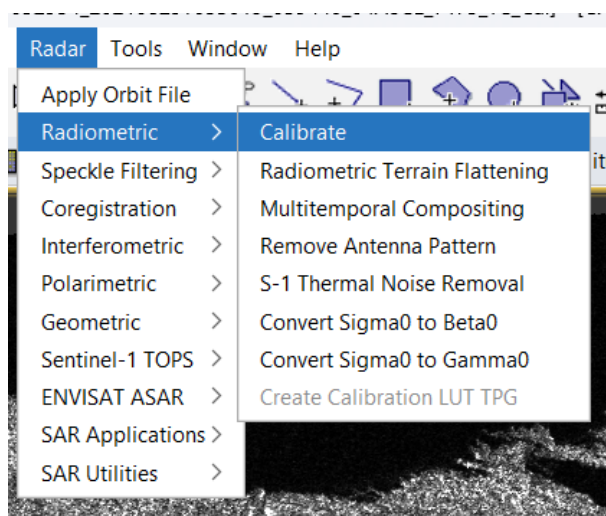 Radar Tools Window Help
Apply Orbit File
Radiometric >
Speckle Filtering >
Coregistration >
Interferometric >
Polarimetric >
Geometric >
Sentinel-1 TOPS >
ENVISAT ASAR >
SAR Applications >
SAR Utilities >
Calibrate
Radiometric Terrain Flattening
Multitemporal Compositing
Remove Antenna Pattern
S-1 Thermal Noise Removal
Convert Sigma0 to Beta0
Convert Sigma0 to Gamma0
Create Calibration LUT TPG
it